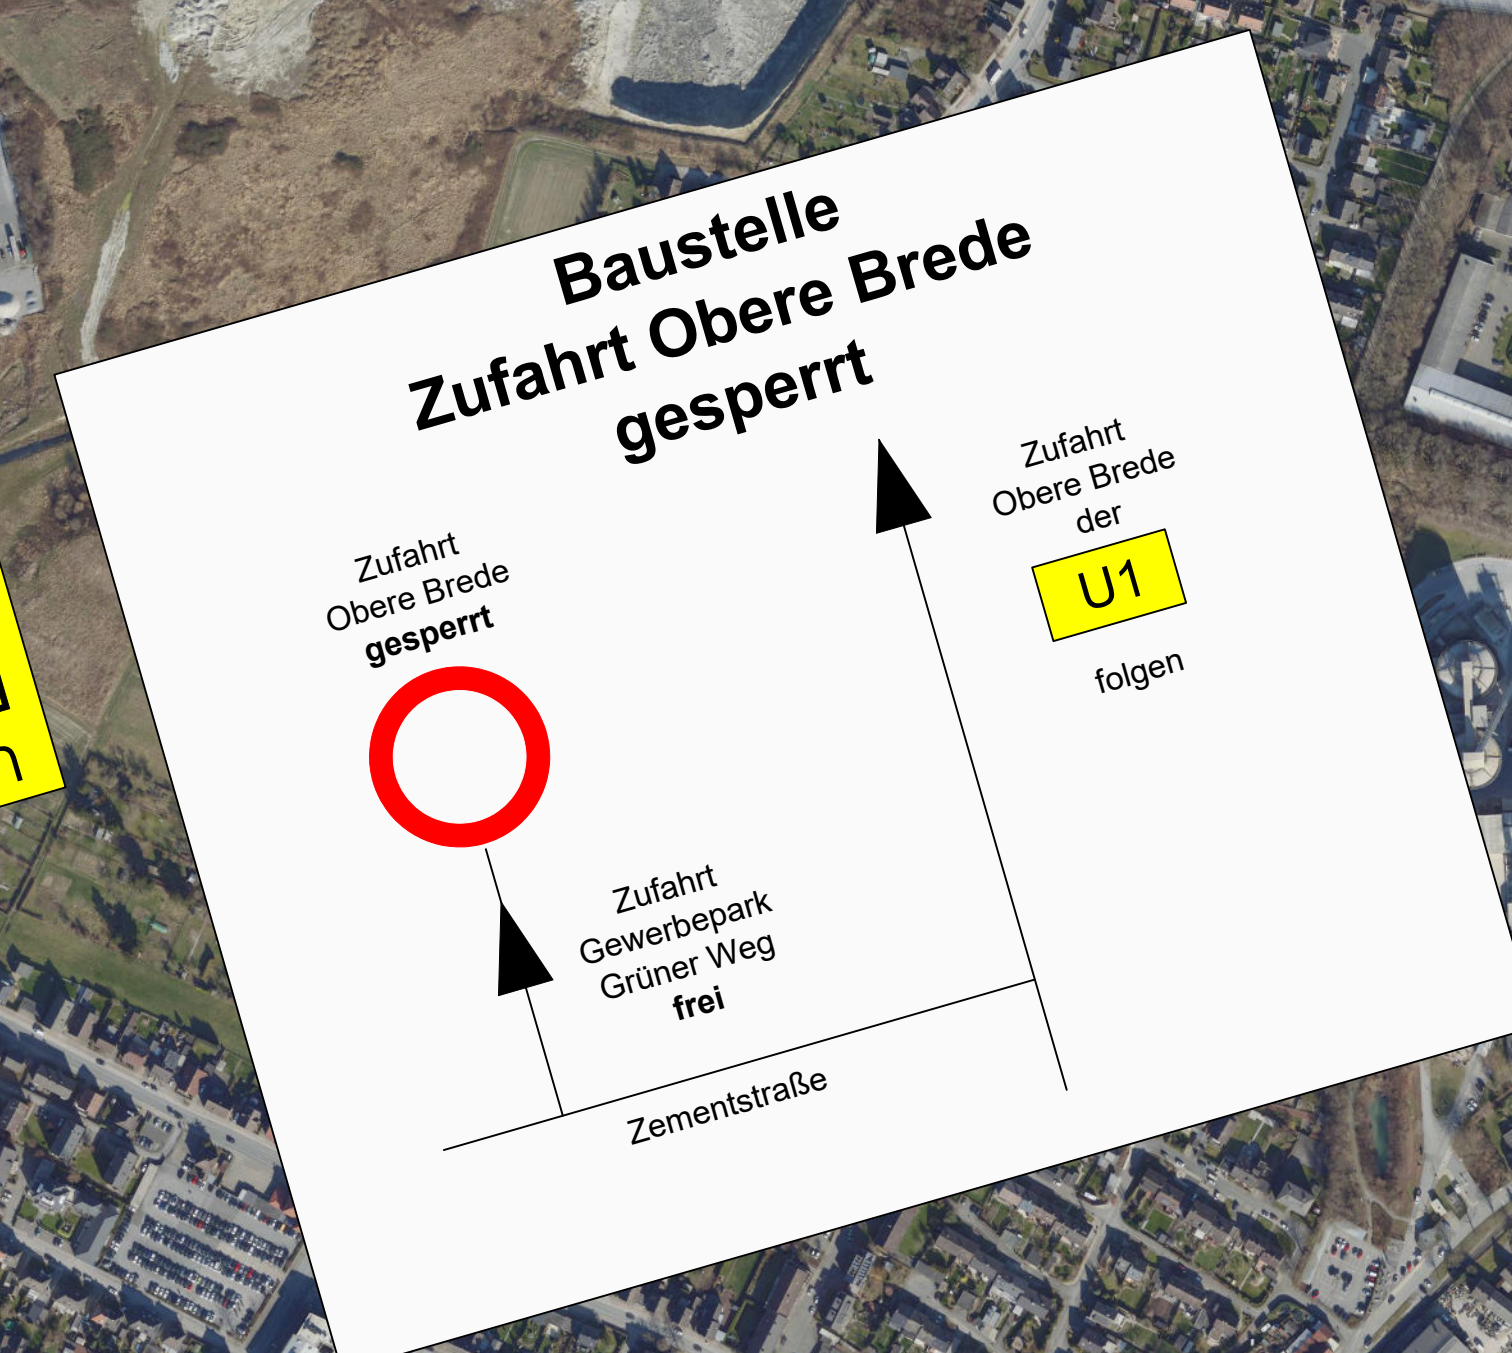 Baustelle
Zufahrt Obere Brede
gesperrt
Zufahrt
Obere Brede
gesperrt
Zufahrt
Obere Brede
der
U1
folgen
Zufahrt
Gewerbepark
Grüner Weg
frei
Zementstraße